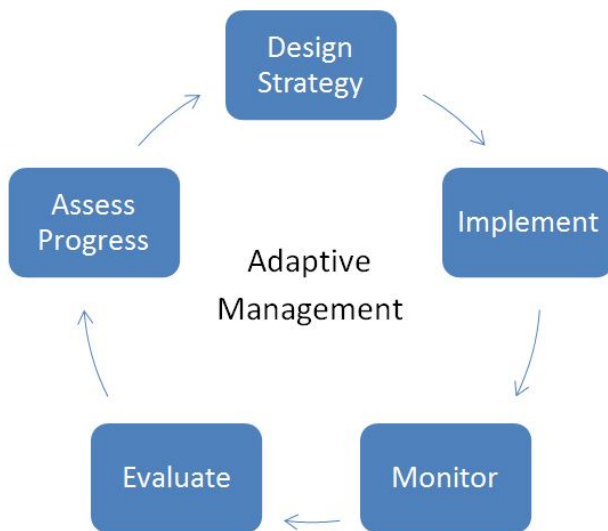 Design
Strategy
Implement
Monitor
Evaluate
Assess
Progress
Adaptive
Management